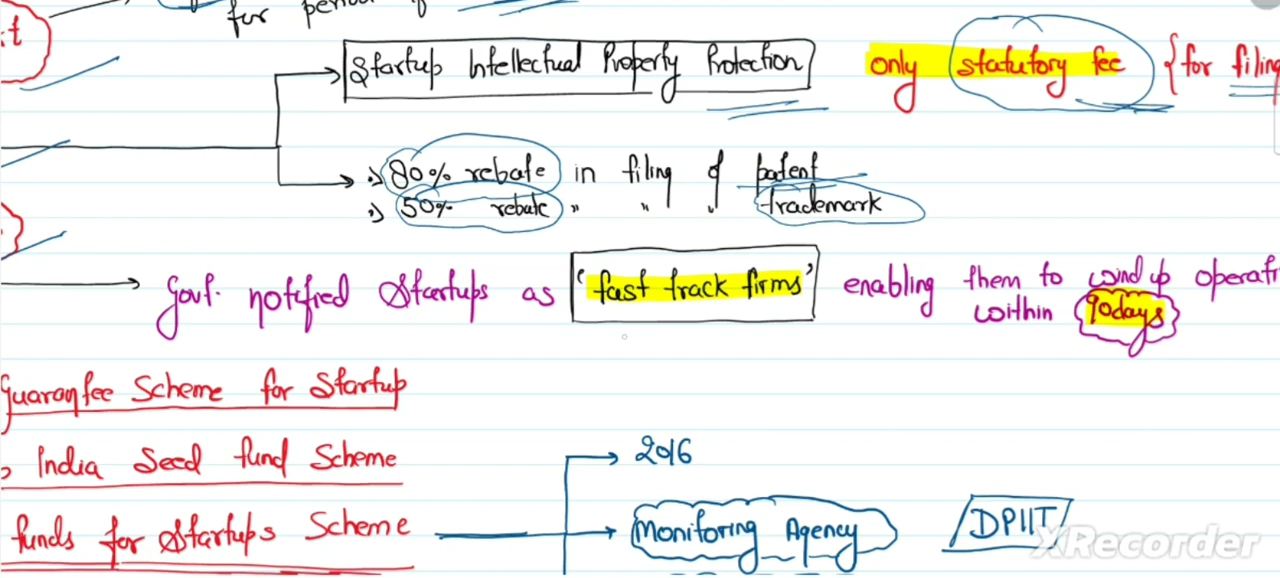 for period of
Startup Intellectual Property Protection only statutory fee {for filing
80% rebate in filing of patent
50% rebate " " " trademark
Govt. notified Startups as 'fast track firms' enabling them to wind up operati
within 90days
Guarantee Scheme for Startup
India Seed fund Scheme
funds for Startups Scheme
2016
Monitoring Agency DPIIT
XRecorder